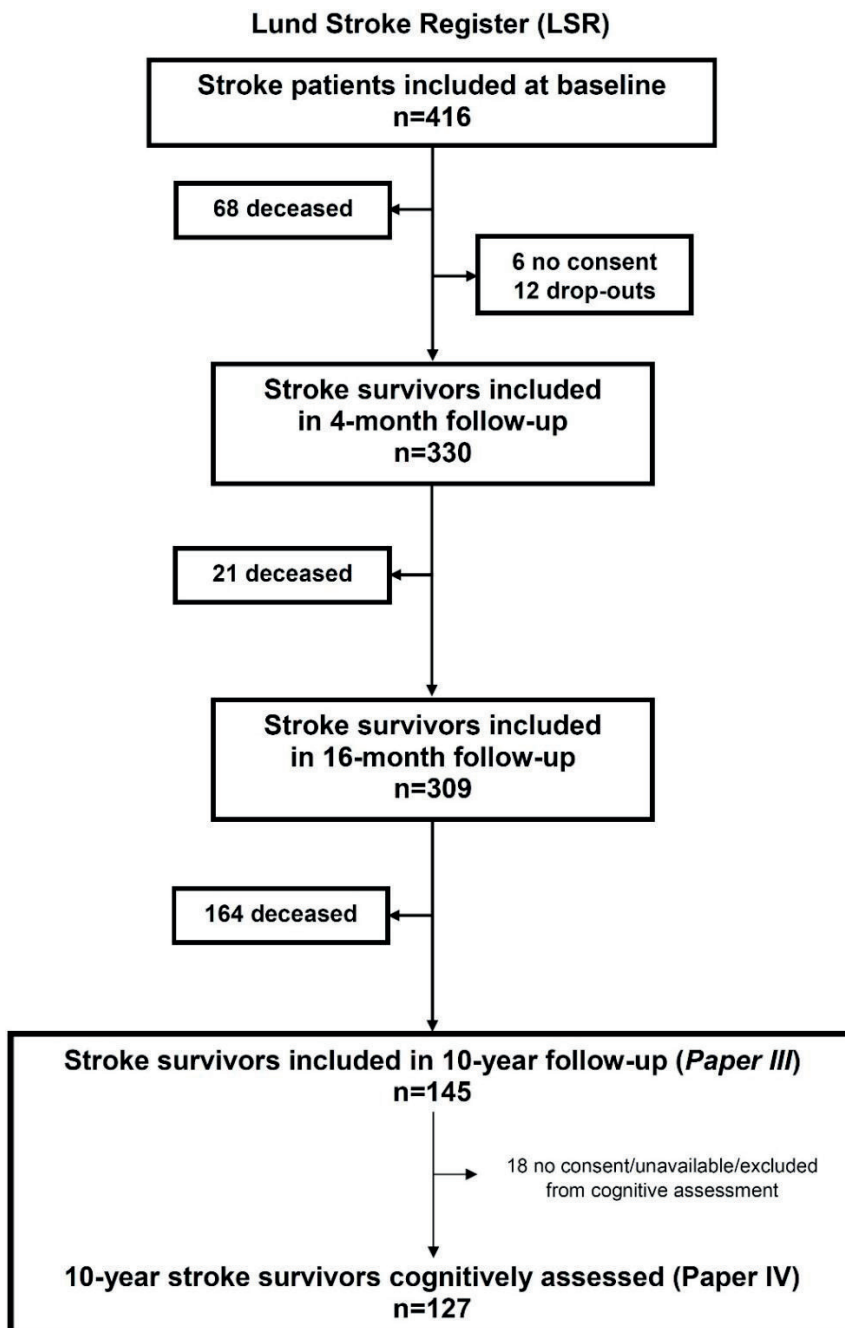 Lund Stroke Register (LSR)
Stroke patients included at baseline
n=416
68 deceased
6 no consent
12 drop-outs
Stroke survivors included
in 4-month follow-up
n=330
21 deceased
Stroke survivors included
in 16-month follow-up
n=309
164 deceased
Stroke survivors included in 10-year follow-up (Paper III)
n=145
18 no consent/unavailable/excluded
from cognitive assessment
10-year stroke survivors cognitively assessed (Paper IV)
n=127